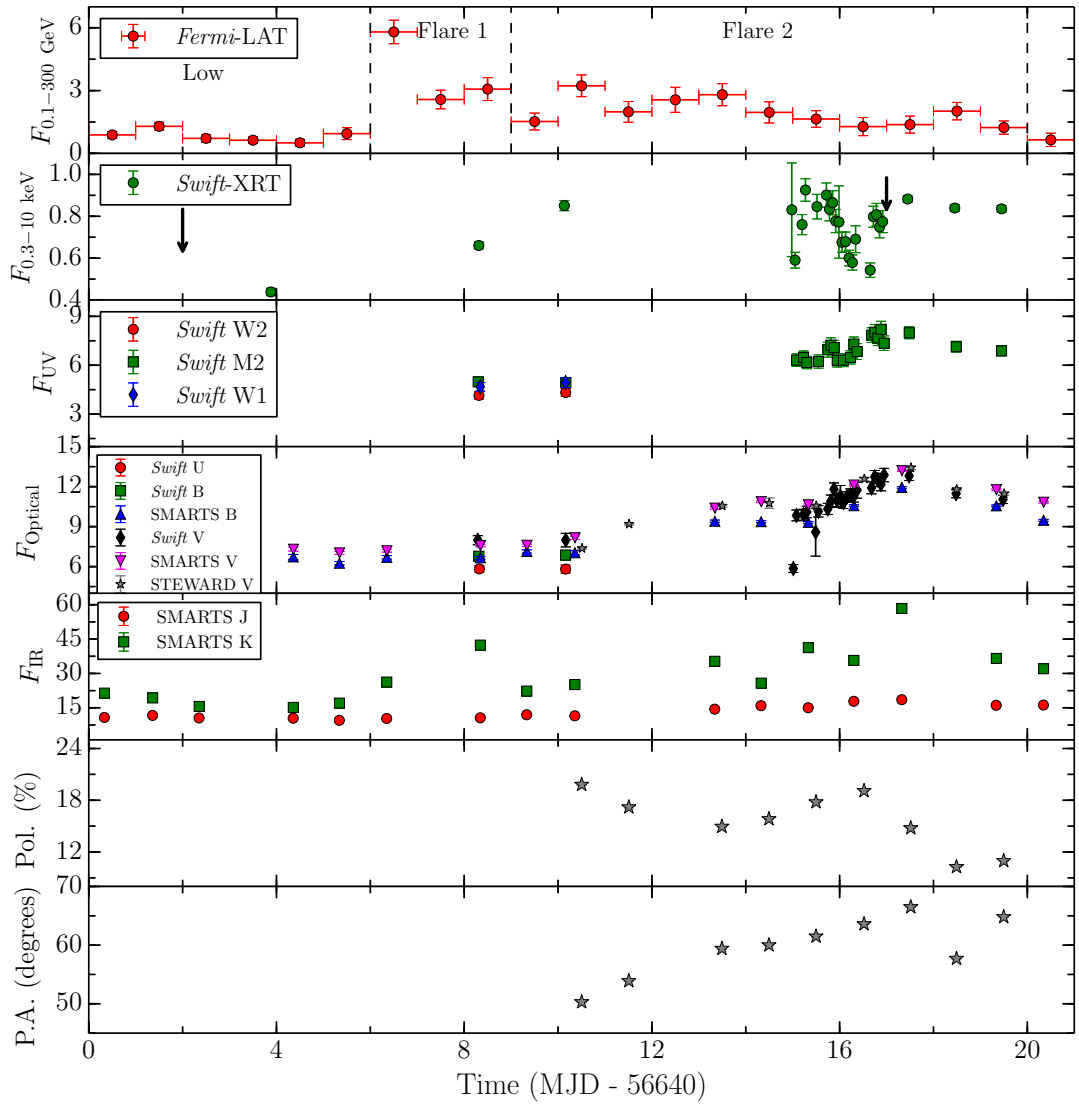 F0.1−300 GeV
6
3
0
Fermi-LAT
Low
Flare 1
Flare 2
F0.3−10 keV
1.0
0.8
0.6
0.4
Swift-XRT
FUV
9
6
3
Swift W2
Swift M2
Swift W1
FOptical
15
12
9
6
Swift U
Swift B
SMARTS B
Swift V
SMARTS V
STEWARD V
FIR
60
45
30
15
SMARTS J
SMARTS K
Pol. (%)
24
18
12
P.A. (degrees)
70
60
50
0 4 8 12 16 20
Time (MJD - 56640)